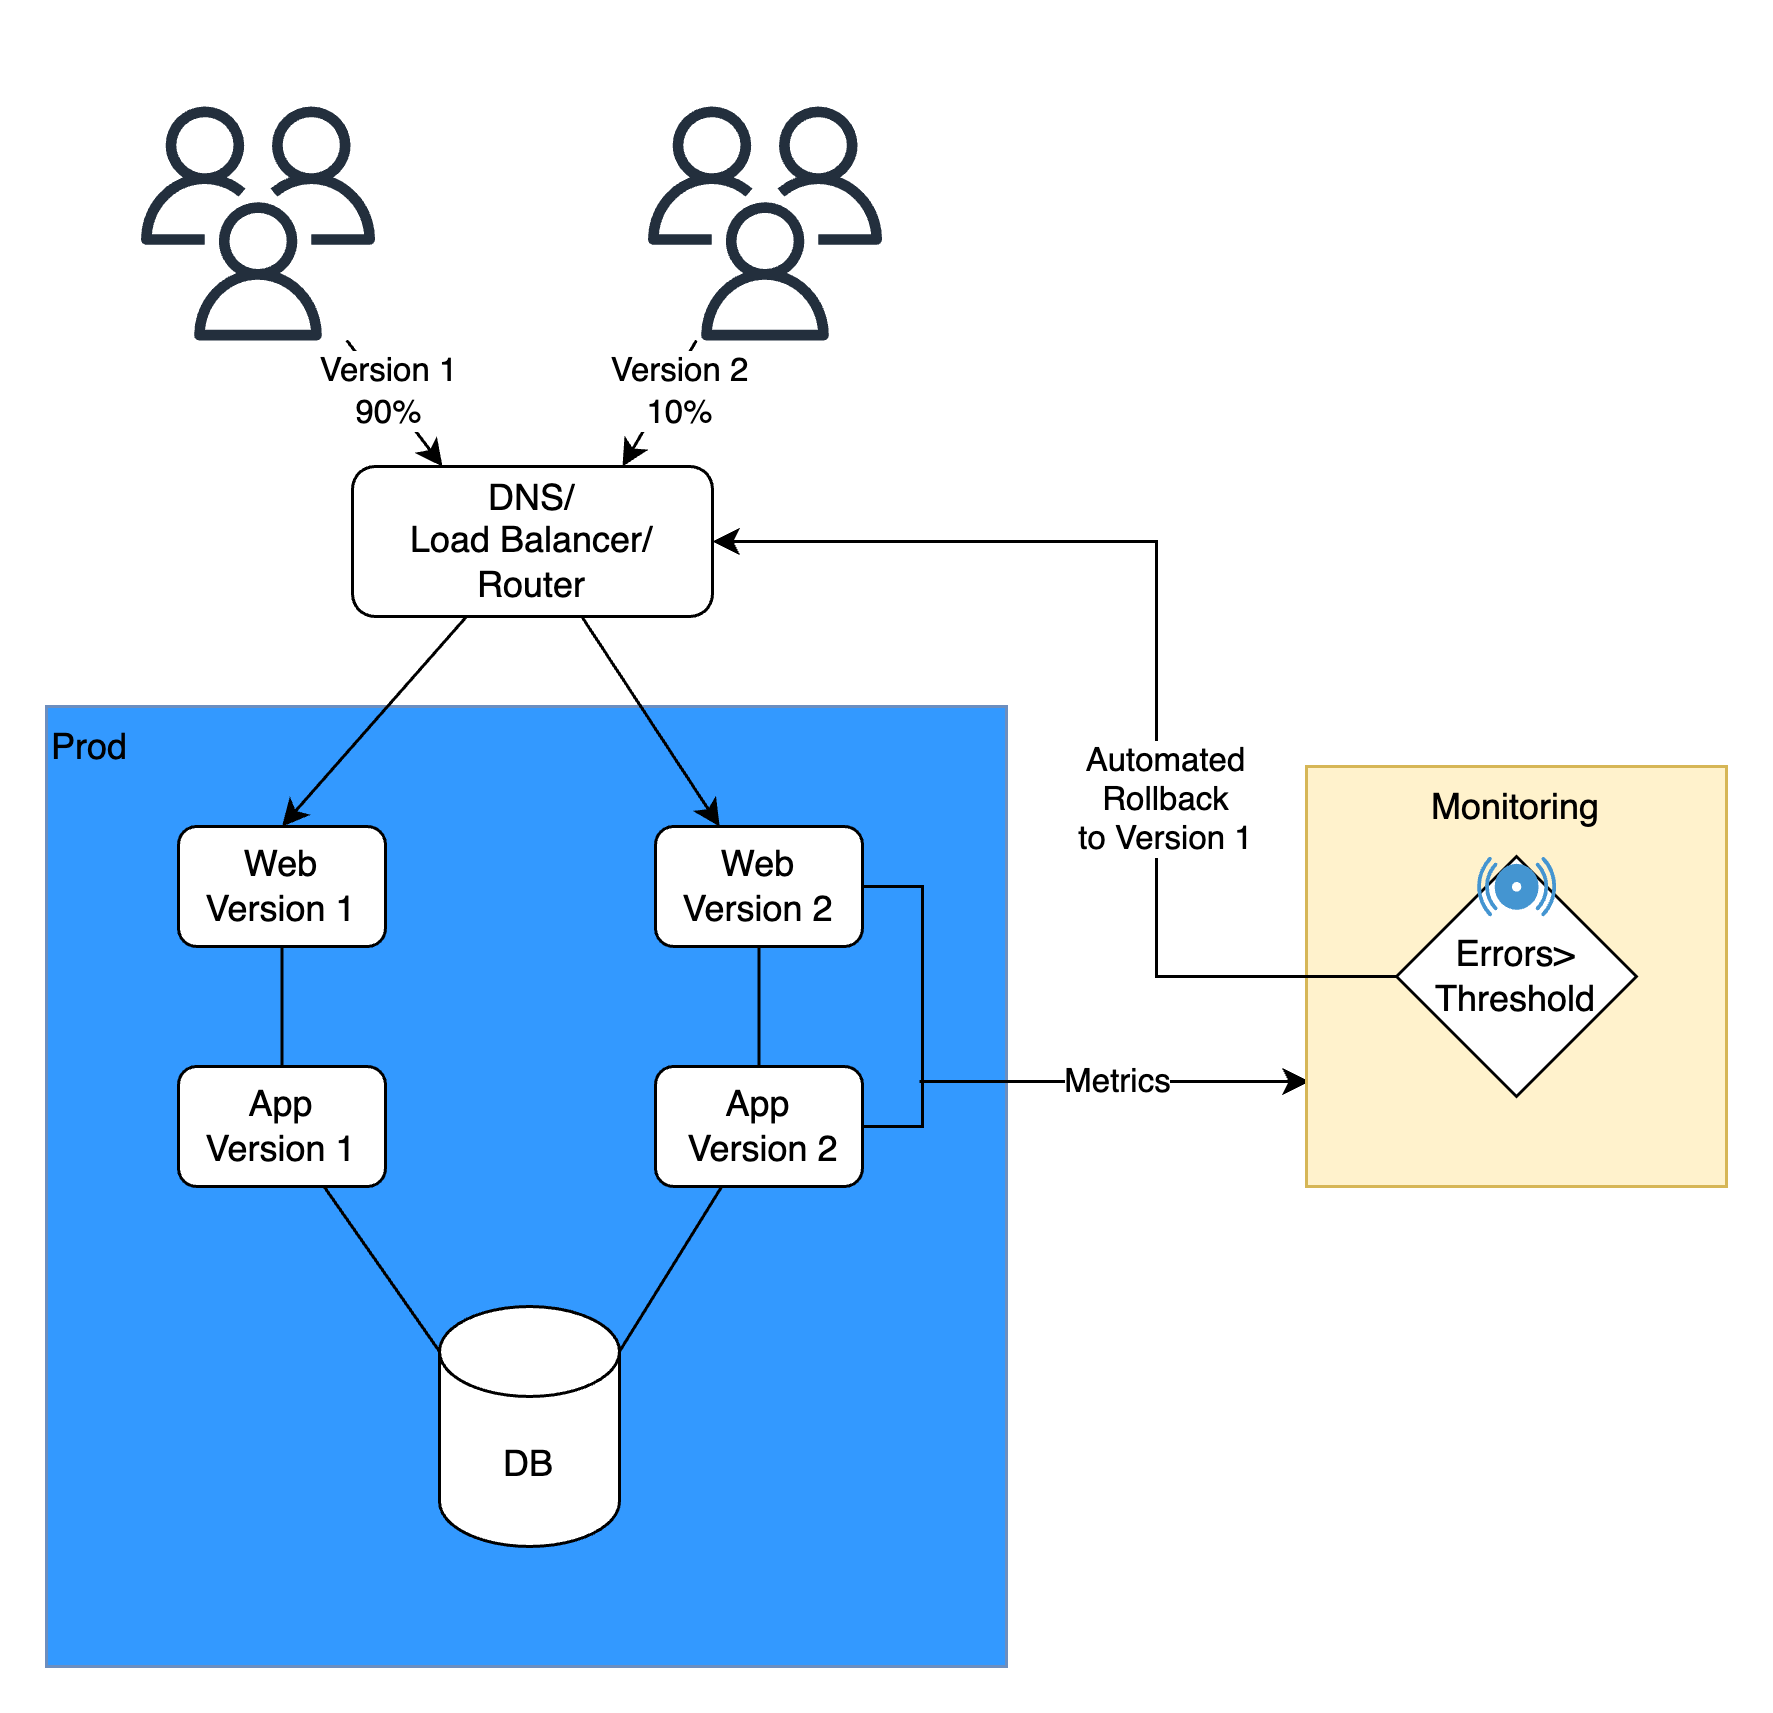 Version 1
90%
Version 2
10%
DNS/
Load Balancer/
Router
Prod
Web
Version 1
Web
Version 2
App
Version 1
App
Version 2
DB
Metrics
Automated
Rollback
to Version 1
Monitoring
Errors>
Threshold